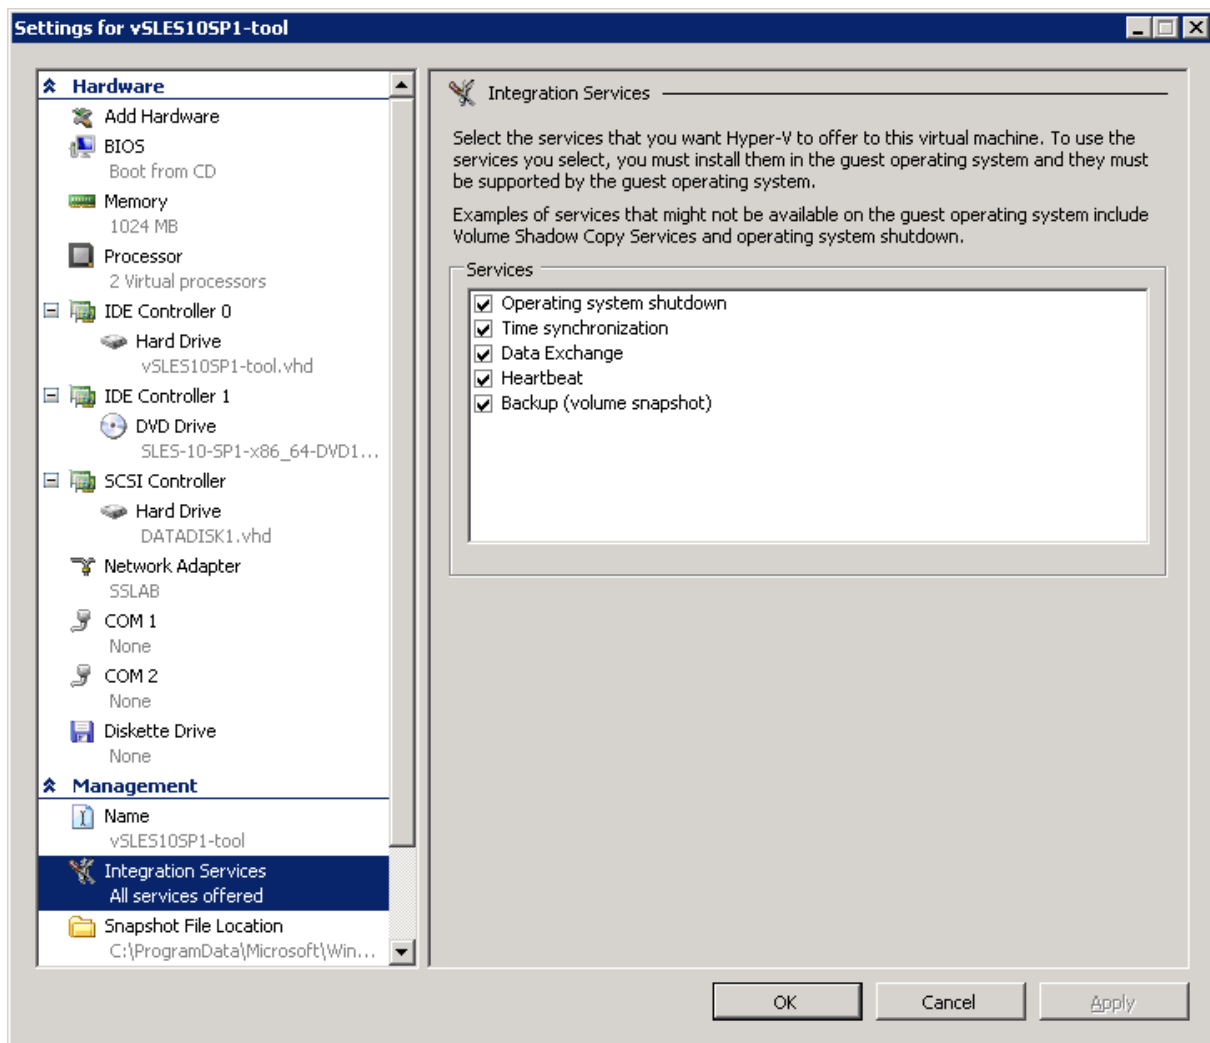 Settings for vSLES10SP1-tool
Hardware
Add Hardware
BIOS
Boot from CD
Memory
1024 MB
Processor
2 Virtual processors
IDE Controller 0
Hard Drive
vSLES10SP1-tool.vhd
IDE Controller 1
DVD Drive
SLES-10-SP1-x86_64-DVD1...
SCSI Controller
Hard Drive
DATADISK1.vhd
Network Adapter
SSLAB
COM 1
None
COM 2
None
Diskette Drive
None
Management
Name
vSLES10SP1-tool
Integration Services
All services offered
Snapshot File Location
C:\ProgramData\Microsoft\Win...
Integration Services
Select the services that you want Hyper-V to offer to this virtual machine. To use the
services you select, you must install them in the guest operating system and they must
be supported by the guest operating system.
Examples of services that might not be available on the guest operating system include
Volume Shadow Copy Services and operating system shutdown.
Services
Operating system shutdown
Time synchronization
Data Exchange
Heartbeat
Backup (volume snapshot)
OK
Cancel
Apply